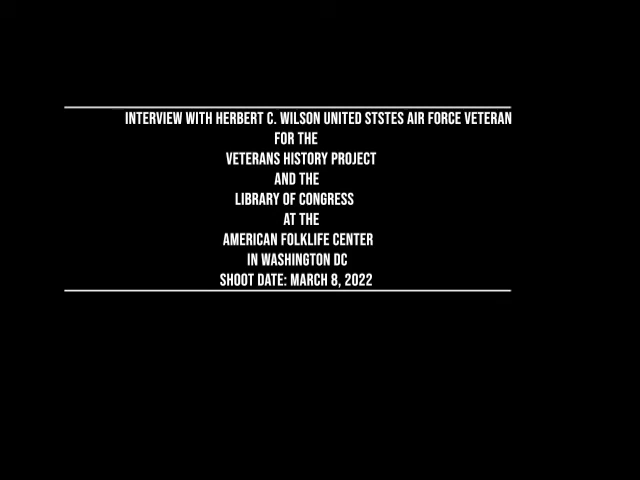 INTERVIEW WITH HERBERT C. WILSON UNITED STSTES AIR FORCE VETERAN
FOR THE
VETERANS HISTORY PROJECT
AND THE
LIBRARY OF CONGRESS
AT THE
AMERICAN FOLKLIFE CENTER
IN WASHINGTON DC
SHOOT DATE: MARCH 8, 2022